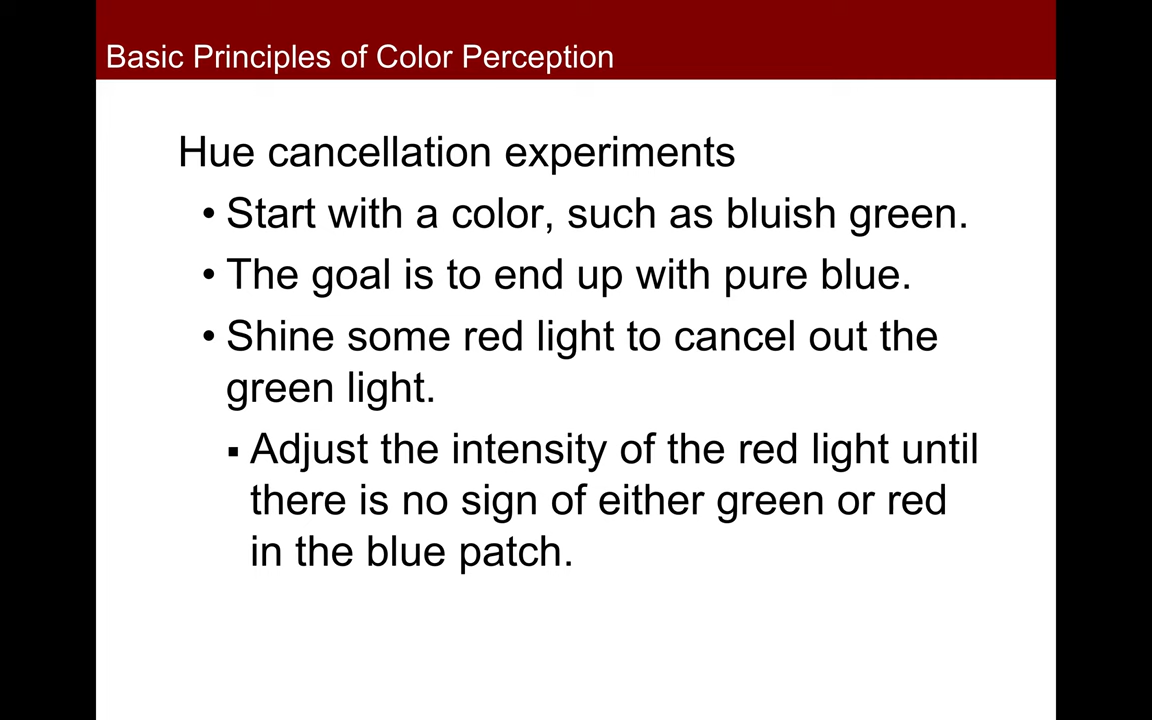 Basic Principles of Color Perception
Hue cancellation experiments
• Start with a color, such as bluish green.
• The goal is to end up with pure blue.
• Shine some red light to cancel out the
green light.
▪ Adjust the intensity of the red light until
there is no sign of either green or red
in the blue patch.